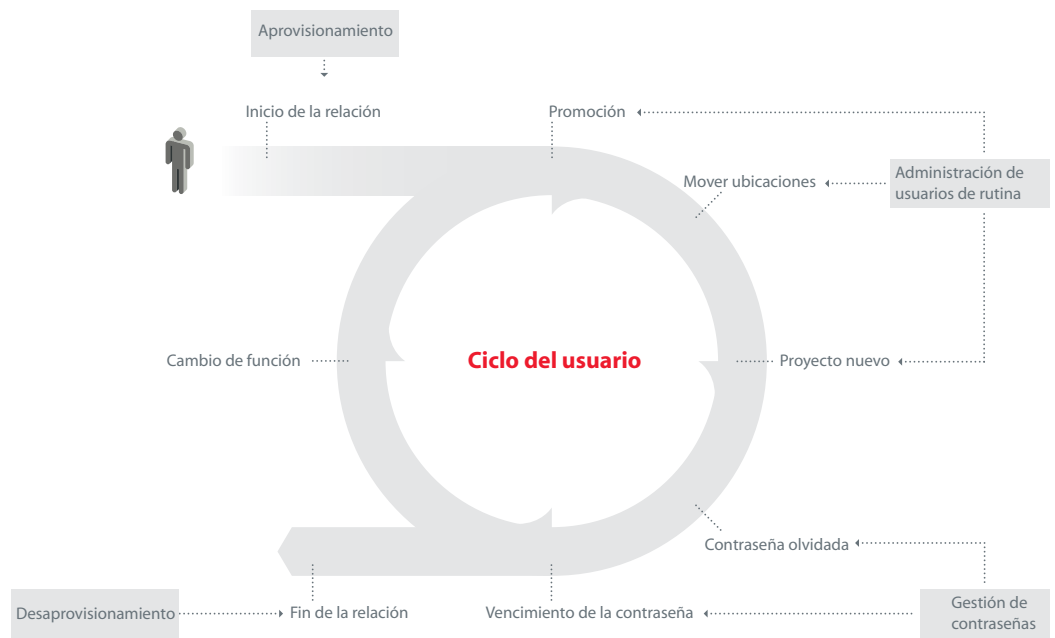 Aprovisionamiento
Inicio de la relación
Promoción
Mover ubicaciones
Administración de
usuarios de rutina
Cambio de función
Ciclo del usuario
Proyecto nuevo
Contraseña olvidada
Desaprovisionamiento
Fin de la relación
Vencimiento de la contraseña
Gestión de
contraseñas